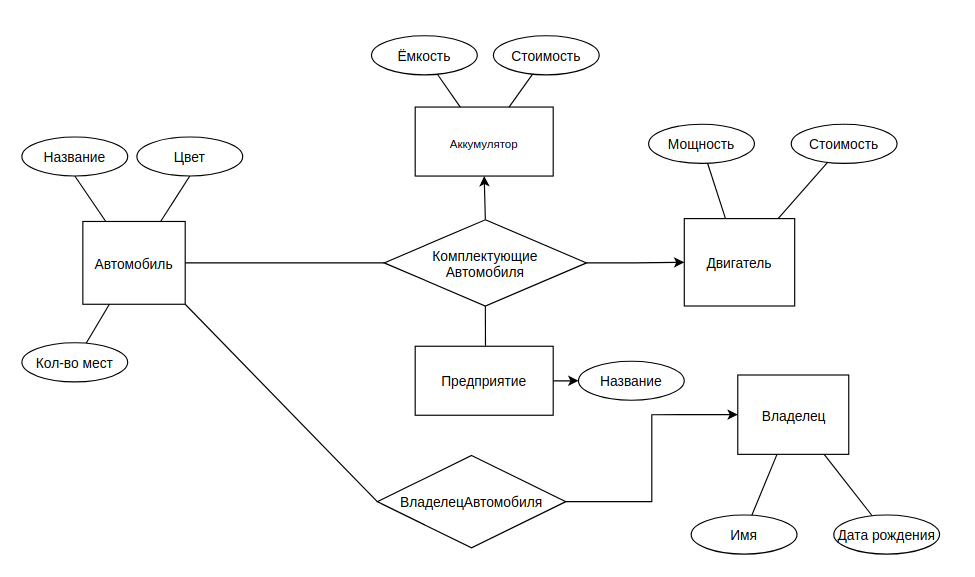 Ёмкость
Стоимость
Аккумулятор
Мощность
Стоимость
Название
Цвет
Автомобиль
Комплектующие
Автомобиля
Двигатель
Кол-во мест
Предприятие
Название
Владелец
ВладелецАвтомобиля
Имя
Дата рождения